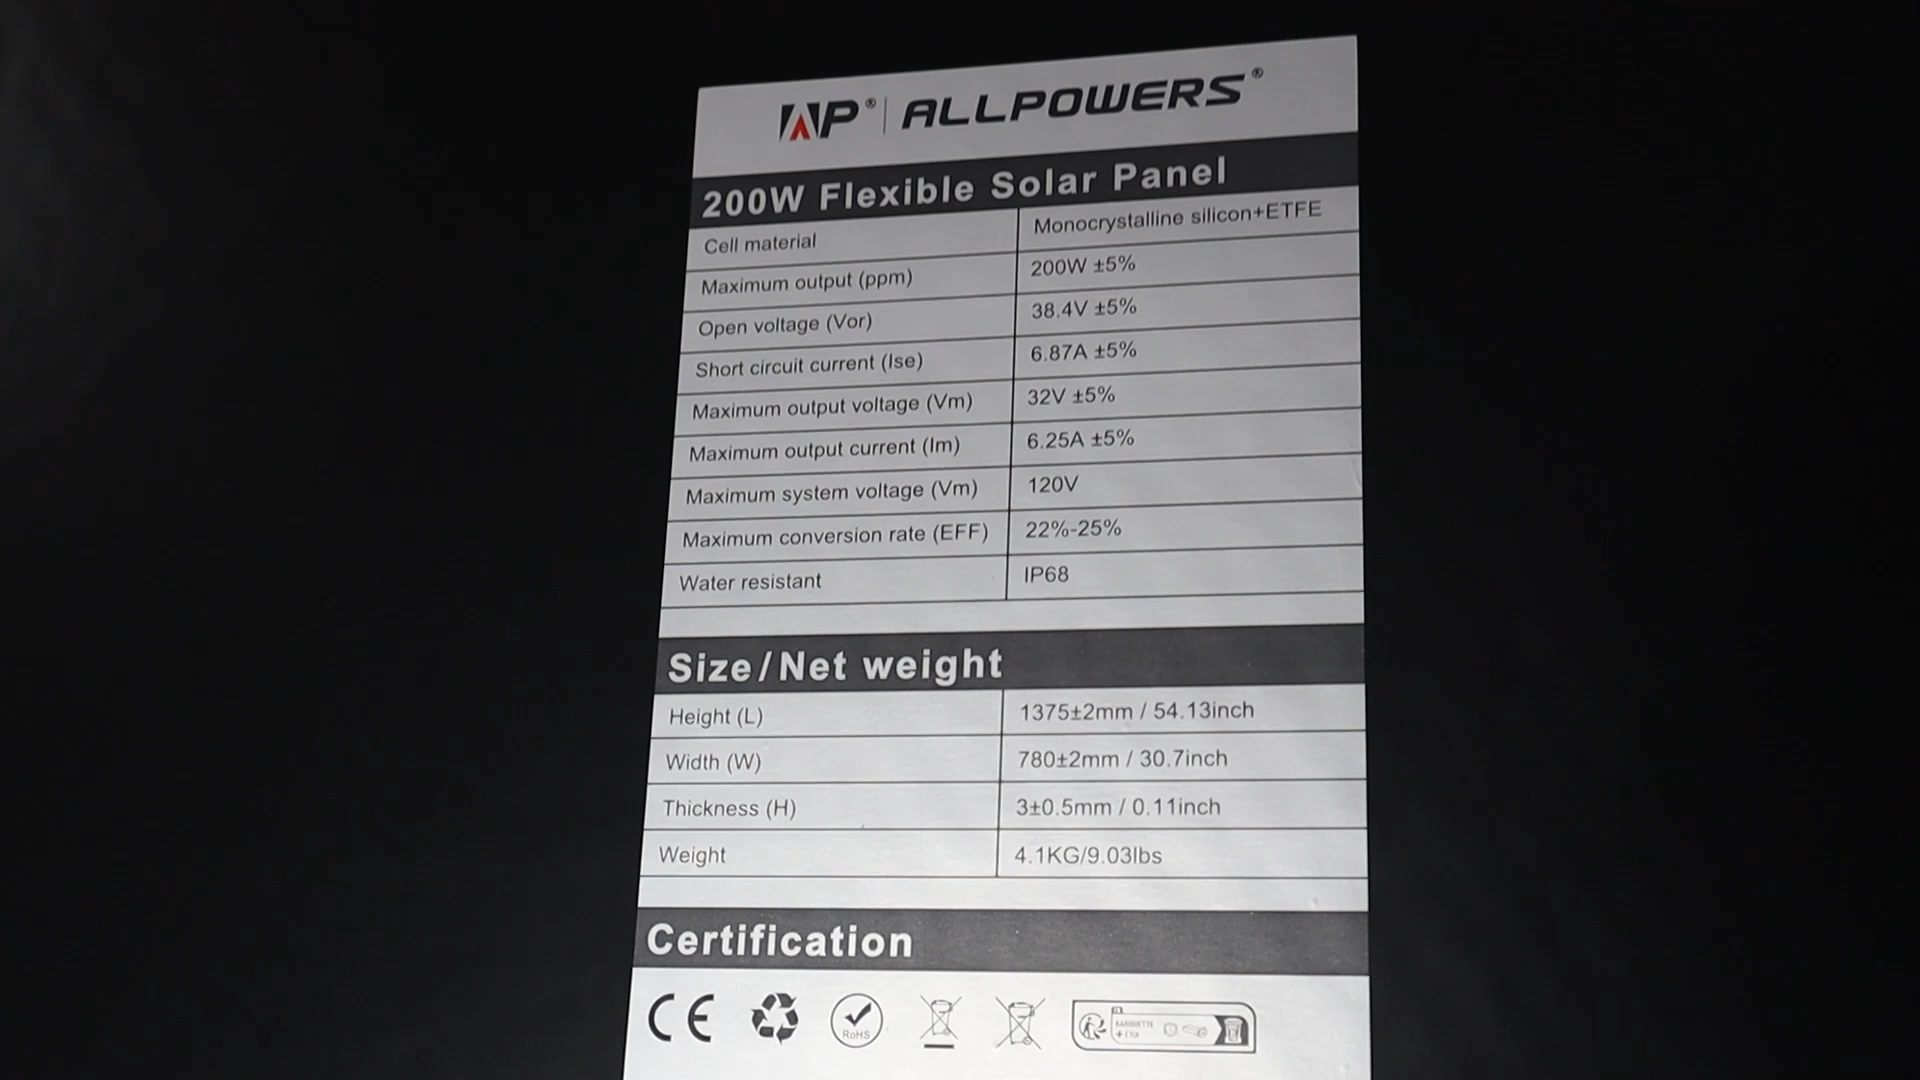 AP® | ALLPOWERS®
200W Flexible Solar Panel
Cell material Monocrystalline silicon+ETFE
Maximum output (ppm) 200W ±5%
Open voltage (Vor) 38.4V ±5%
Short circuit current (Ise) 6.87A ±5%
Maximum output voltage (Vm) 32V ±5%
Maximum output current (Im) 6.25A ±5%
Maximum system voltage (Vm) 120V
Maximum conversion rate (EFF) 22%-25%
Water resistant IP68
Size/Net weight
Height (L) 1375±2mm / 54.13inch
Width (W) 780±2mm / 30.7inch
Thickness (H) 3±0.5mm / 0.11inch
Weight 4.1KG/9.03lbs
Certification
CE
RoHS